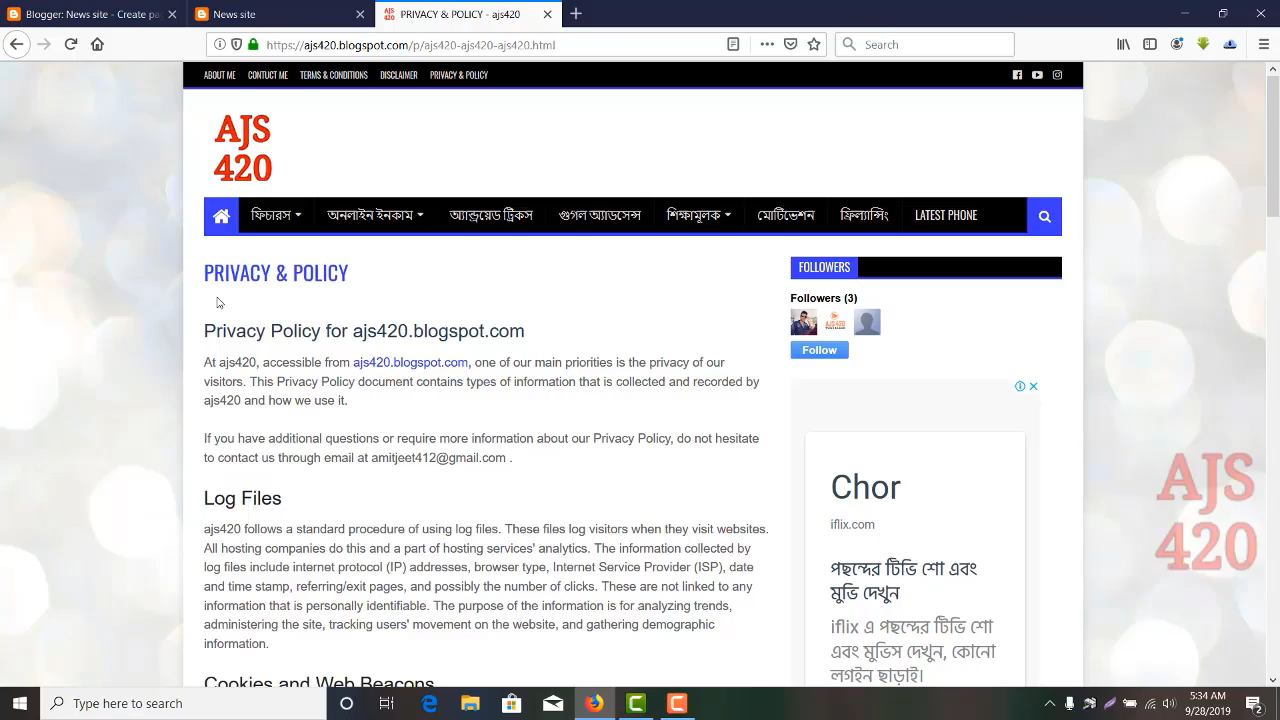 Blogger: News site - Create pa
News site
AJS 420
PRIVACY & POLICY - ajs420
https://ajs420.blogspot.com/p/ajs420-ajs420-ajs420.html
Search
ABOUT ME
CONTUCT ME
TERMS & CONDITIONS
DISCLAIMER
PRIVACY & POLICY
AJS
420
ফিচারস
অনলাইন ইনকাম
অ্যান্ড্রয়েড ট্রিকস
গুগল অ্যাডসেন্স
শিক্ষামূলক
মোটিভেশন
ফ্রিল্যান্সিং
LATEST PHONE
PRIVACY & POLICY
Privacy Policy for ajs420.blogspot.com
At ajs420, accessible from ajs420.blogspot.com, one of our main priorities is the privacy of our
visitors. This Privacy Policy document contains types of information that is collected and recorded by
ajs420 and how we use it.
If you have additional questions or require more information about our Privacy Policy, do not hesitate
to contact us through email at amitjeet412@gmail.com .
Log Files
ajs420 follows a standard procedure of using log files. These files log visitors when they visit websites.
All hosting companies do this and a part of hosting services' analytics. The information collected by
log files include internet protocol (IP) addresses, browser type, Internet Service Provider (ISP), date
and time stamp, referring/exit pages, and possibly the number of clicks. These are not linked to any
information that is personally identifiable. The purpose of the information is for analyzing trends,
administering the site, tracking users' movement on the website, and gathering demographic
information.
Cookies and Web Beacons
FOLLOWERS
Followers (3)
Follow
Chor
iflix.com
পছন্দের টিভি শো এবং
মুভি দেখুন
iflix এ পছন্দের টিভি শো
এবং মুভিস দেখুন, কোনো
লগইন ছাড়াই।
AJS
420
Type here to search
5:34 AM
9/28/2019
2